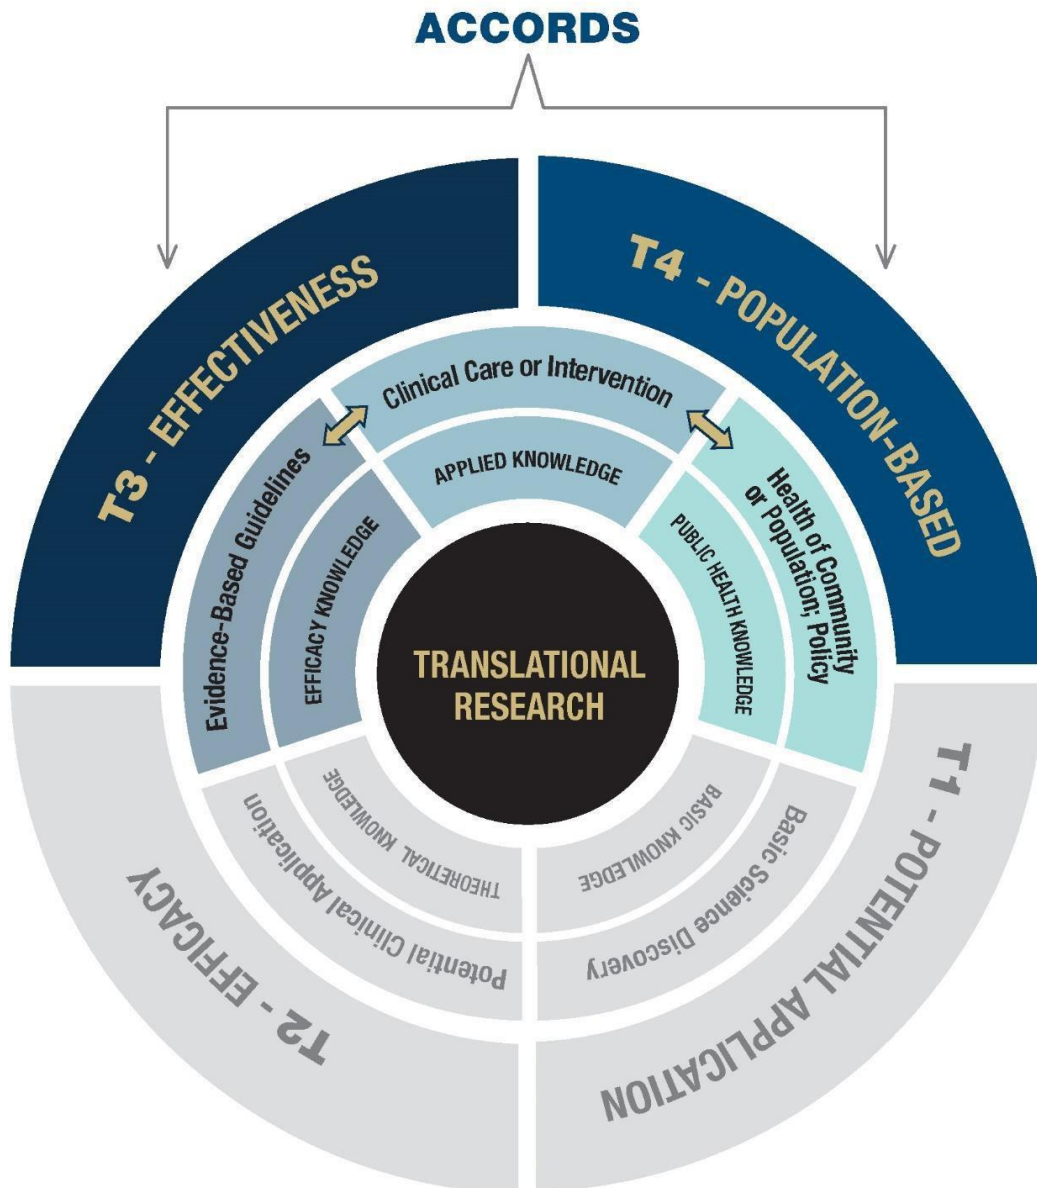 ACCORDS
T3 - EFFECTIVENESS
T4 - POPULATION-BASED
Clinical Care or Intervention
APPLIED KNOWLEDGE
Evidence-Based Guidelines
EFFICACY KNOWLEDGE
Health of Community
or Population; Policy
PUBLIC HEALTH KNOWLEDGE
TRANSLATIONAL
RESEARCH
THEORETICAL KNOWLEDGE
Potential Clinical Application
BASIC KNOWLEDGE
Basic Science Discovery
T2 - EFFICACY
T1 - POTENTIAL APPLICATION